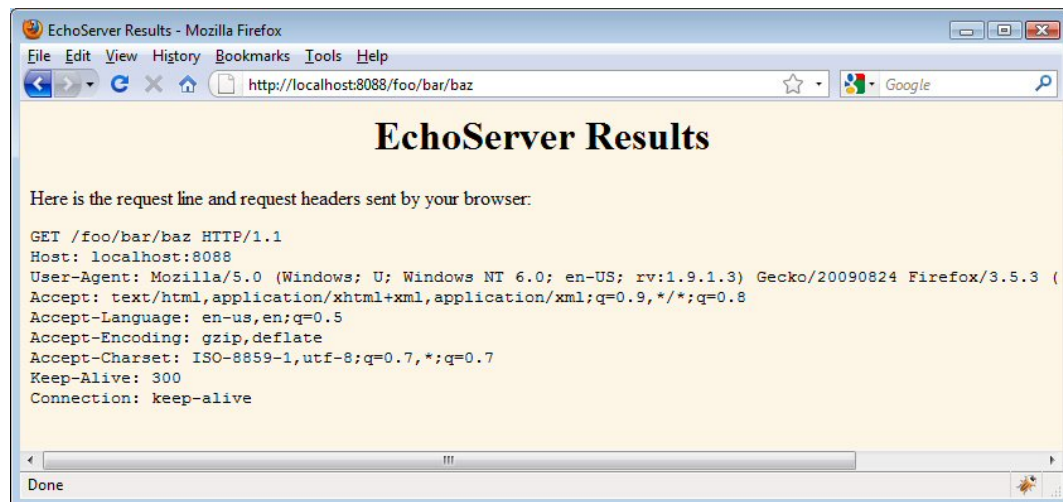 EchoServer Results - Mozilla Firefox
File Edit View History Bookmarks Tools Help
http://localhost:8088/foo/bar/baz Google
EchoServer Results
Here is the request line and request headers sent by your browser:
GET /foo/bar/baz HTTP/1.1
Host: localhost:8088
User-Agent: Mozilla/5.0 (Windows; U; Windows NT 6.0; en-US; rv:1.9.1.3) Gecko/20090824 Firefox/3.5.3 (
Accept: text/html,application/xhtml+xml,application/xml;q=0.9,*/*;q=0.8
Accept-Language: en-us,en;q=0.5
Accept-Encoding: gzip,deflate
Accept-Charset: ISO-8859-1,utf-8;q=0.7,*;q=0.7
Keep-Alive: 300
Connection: keep-alive
Done